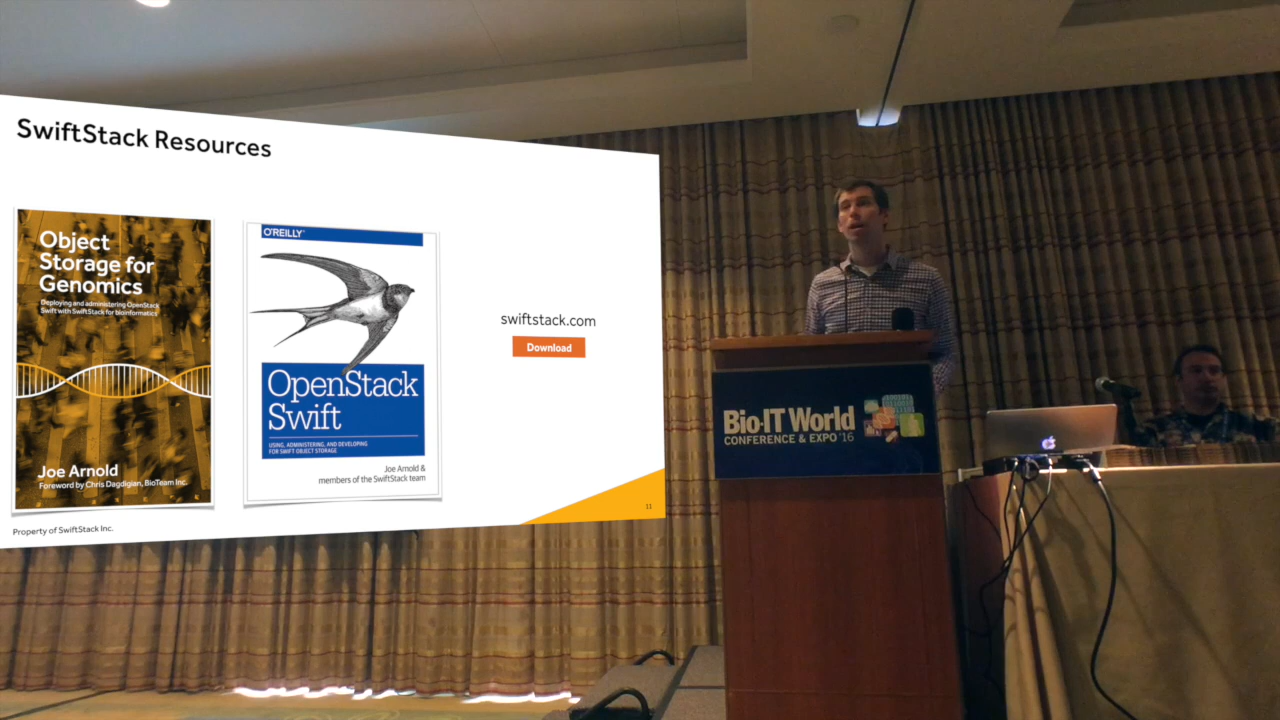 SwiftStack Resources
Object
Storage for
Genomics
Deploying and administering OpenStack
Swift with SwiftStack for bioinformatics
Joe Arnold
Foreword by Chris Dagdigian, BioTeam Inc.
O'REILLY®
OpenStack
Swift
USING, ADMINISTERING, AND DEVELOPING
FOR SWIFT OBJECT STORAGE
Joe Arnold &
members of the SwiftStack team
swiftstack.com
Download
11
Property of SwiftStack Inc.
Bio-IT World
CONFERENCE & EXPO '16